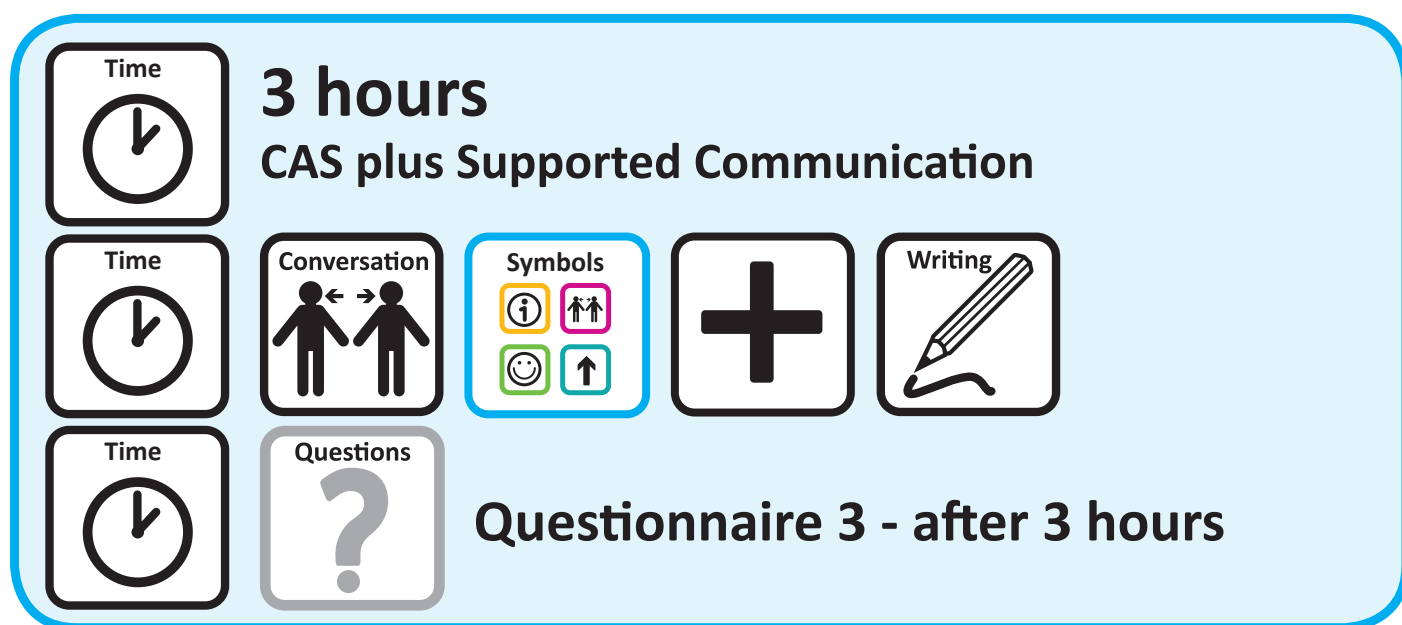 Time
3 hours
CAS plus Supported Communication
Time
Conversation
Symbols
Writing
Time
Questions
Questionnaire 3 - after 3 hours